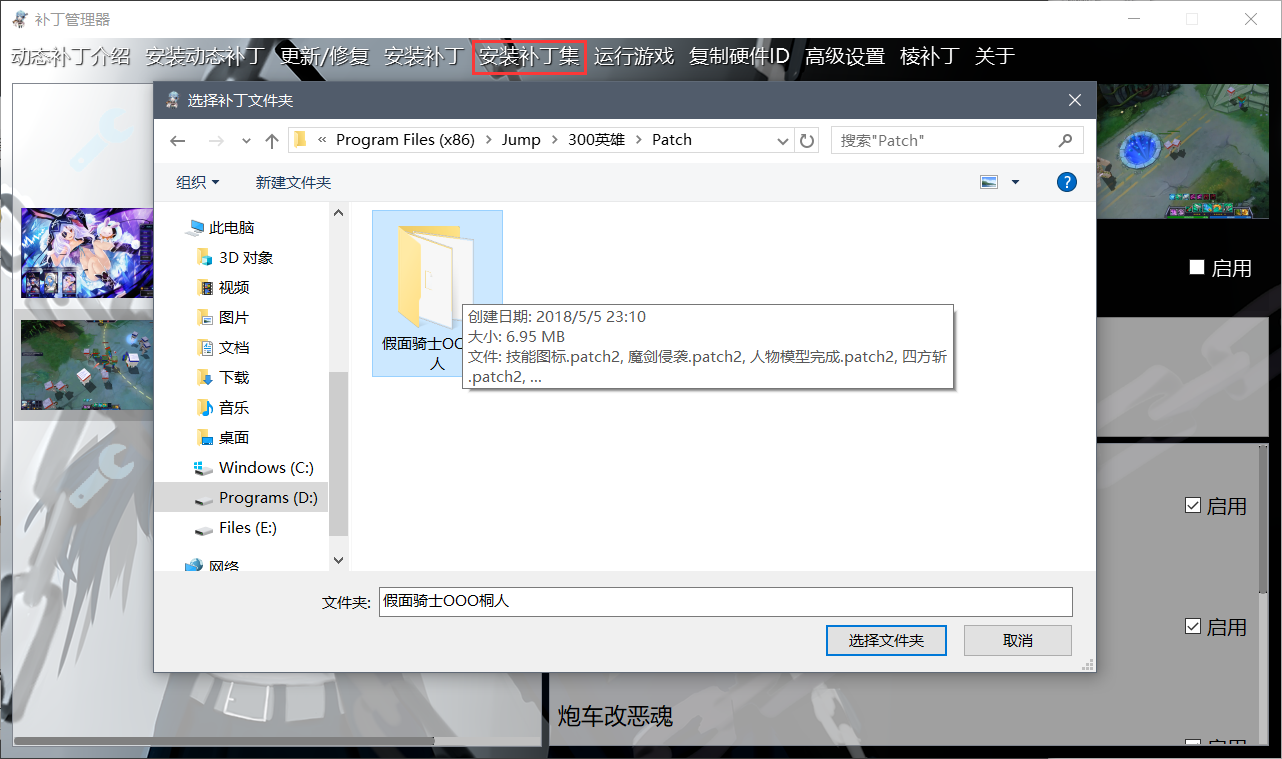 补丁管理器
动态补丁介绍 安装动态补丁 更新/修复 安装补丁 安装补丁集 运行游戏 复制硬件ID 高级设置 棱补丁 关于
选择补丁文件夹
« Program Files (x86) > Jump > 300英雄 > Patch
搜索"Patch"
组织 新建文件夹
此电脑
3D 对象
视频
图片
文档
下载
音乐
桌面
Windows (C:)
Programs (D:)
Files (E:)
网络
假面骑士OO
人
创建日期: 2018/5/5 23:10
大小: 6.95 MB
文件: 技能图标.patch2, 魔剑侵袭.patch2, 人物模型完成.patch2, 四方斩
.patch2, ...
启用
启用
启用
文件夹: 假面骑士OOO桐人
选择文件夹 取消
炮车改恶魂
启用